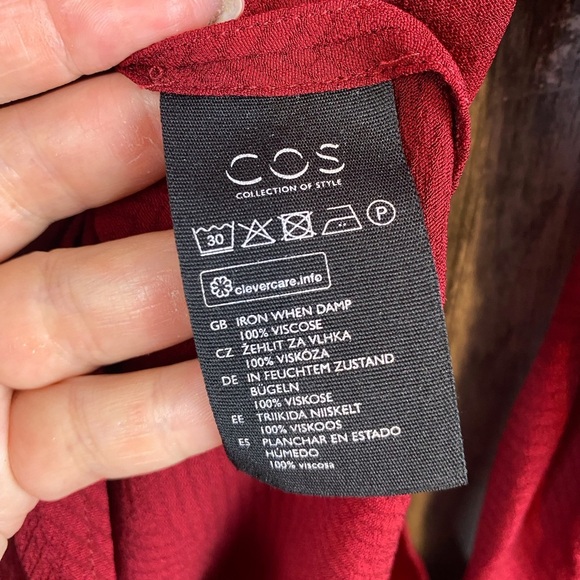 COS
COLLECTION OF STYLE
30 P
clevercare.info
GB IRON WHEN DAMP
100% VISCOSE
CZ ŽEHLIT ZA VLHKA
100% VISKÓZA
DE IN FEUCHTEM ZUSTAND
BÜGELN
100% VISKOSE
EE TRIIKIDA NIISKELT
100% VISKOOS
ES PLANCHAR EN ESTADO
HÚMEDO
100% viscosa